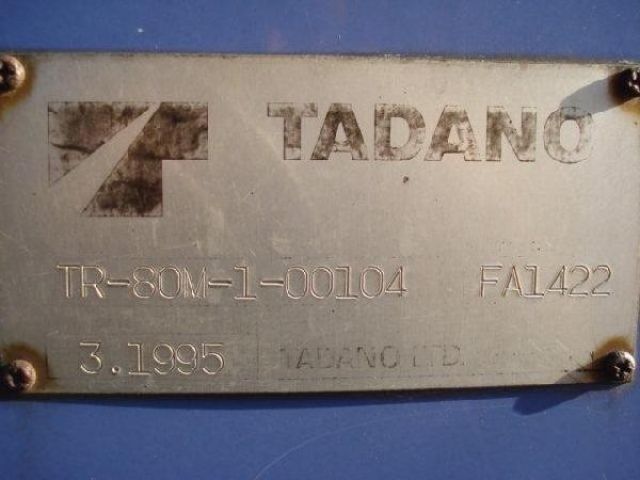 TADANO
TR-80M-1-00104 FA1422
3.1995 TADANO LTD.